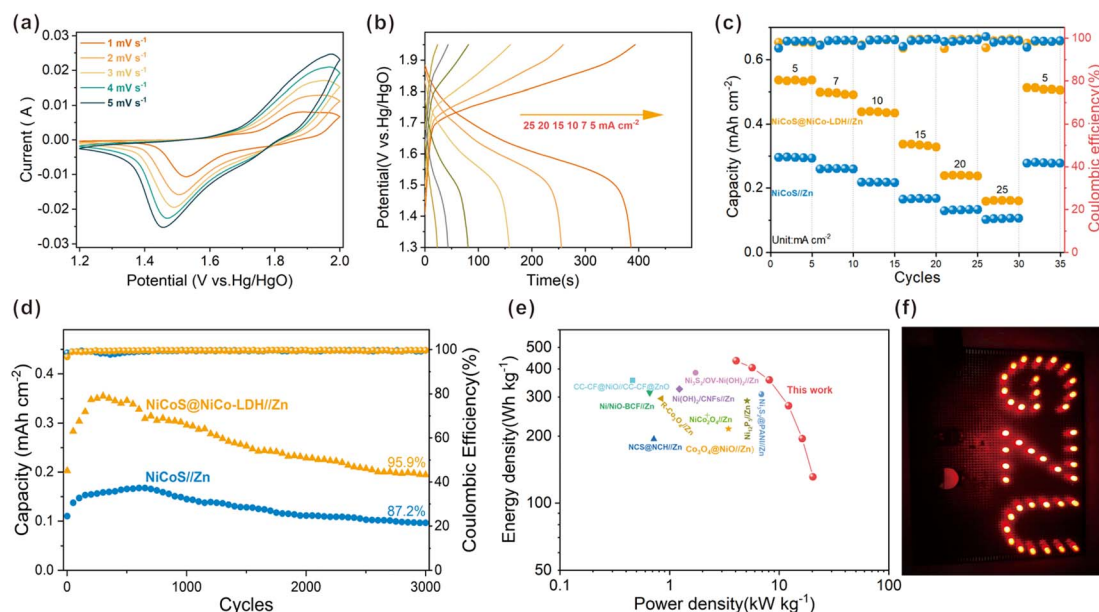 (a)
0.03
0.02
0.01
0.00
-0.01
-0.02
-0.03
Current ( A )
1 mV s⁻¹
2 mV s⁻¹
3 mV s⁻¹
4 mV s⁻¹
5 mV s⁻¹
1.2 1.4 1.6 1.8 2.0
Potential (V vs.Hg/HgO)
(b)
1.9
1.8
1.7
1.6
1.5
1.4
1.3
Potential(V vs.Hg/HgO)
25 20 15 10 7 5 mA cm⁻²
0 100 200 300 400
Time(s)
(c)
0.6
0.4
0.2
0.0
Capacity (mAh cm⁻²)
5 7 10 15 20 25 5
NiCoS@NiCo-LDH//Zn
NiCoS//Zn
Unit:mA cm⁻²
100
80
60
40
20
0
Coulombic efficiency(%)
0 5 10 15 20 25 30 35
Cycles
(d)
0.4
0.3
0.2
0.1
0.0
Capacity (mAh cm⁻²)
NiCoS@NiCo-LDH//Zn
95.9%
NiCoS//Zn
87.2%
100
80
60
40
20
0
Coulombic Efficiency(%)
0 1000 2000 3000
Cycles
(e)
500
400
300
200
100
50
Energy density(Wh kg⁻¹)
CC-CF@NiO//CC-CF@ZnO
Ni₃S₂/OV-Ni(OH)₂//Zn
This work
Ni(OH)₂/CNFs//Zn
Ni/NiO-BCF//Zn
R-Co₃O₄//Zn
NiCo₂O₄//Zn
Ni₁₂P₅//Zn
Ni₃S₂@PANI//Zn
NCS@NCH//Zn
Co₃O₄@NiO//Zn)
0.1 1 10 100
Power density(kW kg⁻¹)
(f)
UZG